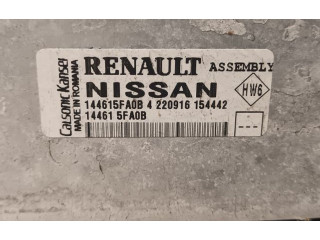 RENAULT ASSEMBLY
NISSAN
144615FA0B 4 220916 154442
14461 5FA0B
Calsonic Kansei
MADE IN ROMANIA
HW6